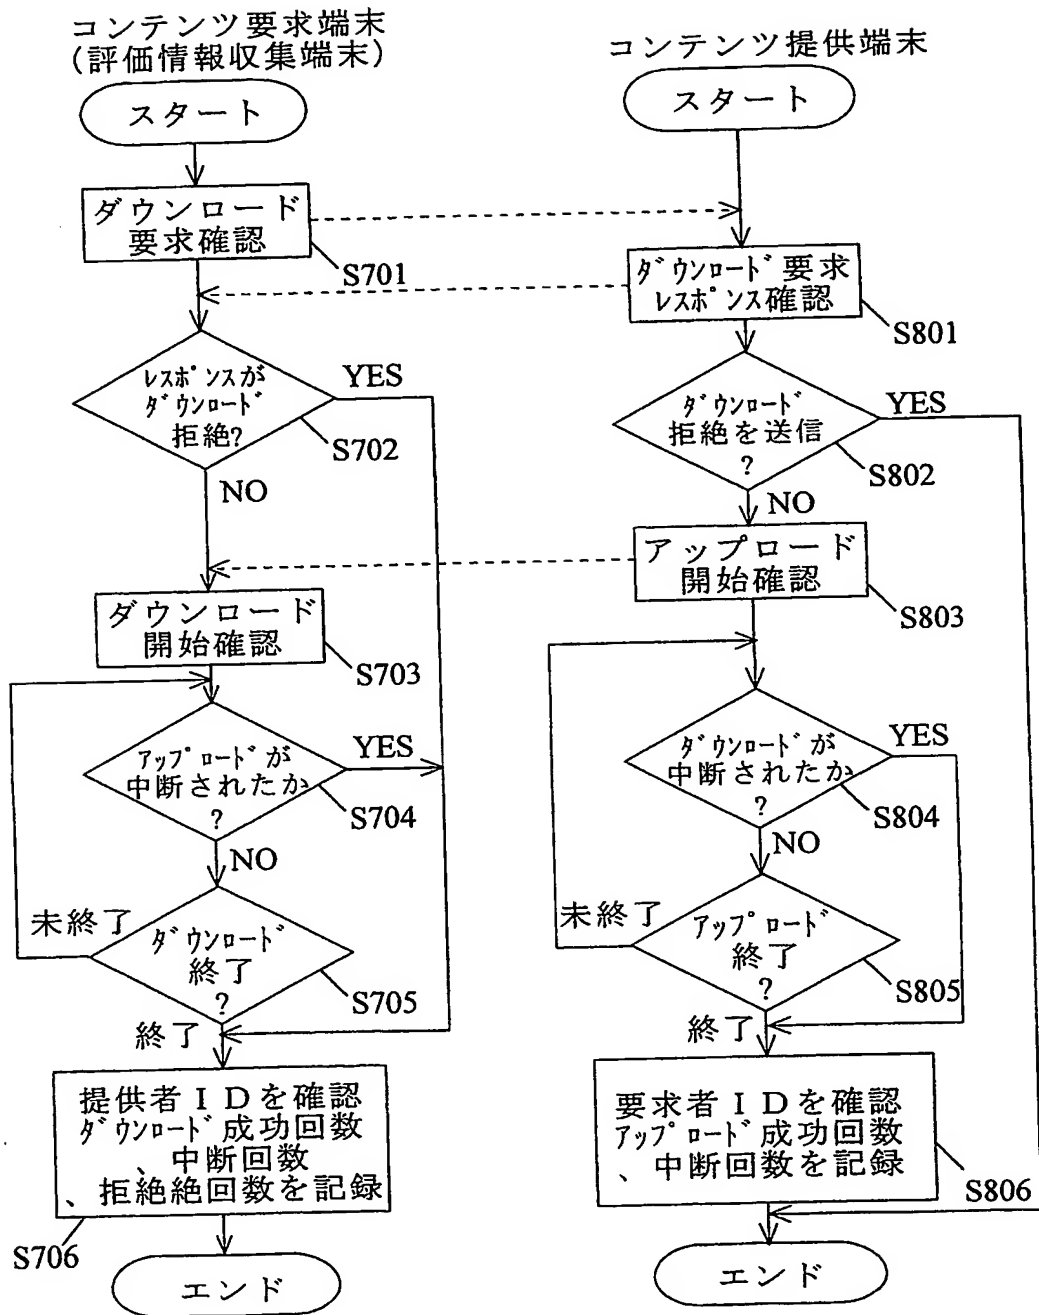 コンテンツ要求端末
(評価情報収集端末)
スタート
ダウンロード
要求確認
S701
レスポンスが
ダウンロード
拒絶?
YES
S702
NO
ダウンロード
開始確認
S703
アップロードが
中断されたか
?
YES
S704
NO
未終了
ダウンロード
終了
?
S705
終了
提供者IDを確認
ダウンロード成功回数
、中断回数
、拒絶絶回数を記録
S706
エンド
コンテンツ提供端末
スタート
ダウンロード要求
レスポンス確認
S801
ダウンロード
拒絶を送信
?
YES
S802
NO
アップロード
開始確認
S803
ダウンロードが
中断されたか
?
YES
S804
NO
未終了
アップロード
終了
?
S805
終了
要求者IDを確認
アップロード成功回数
、中断回数を記録
S806
エンド